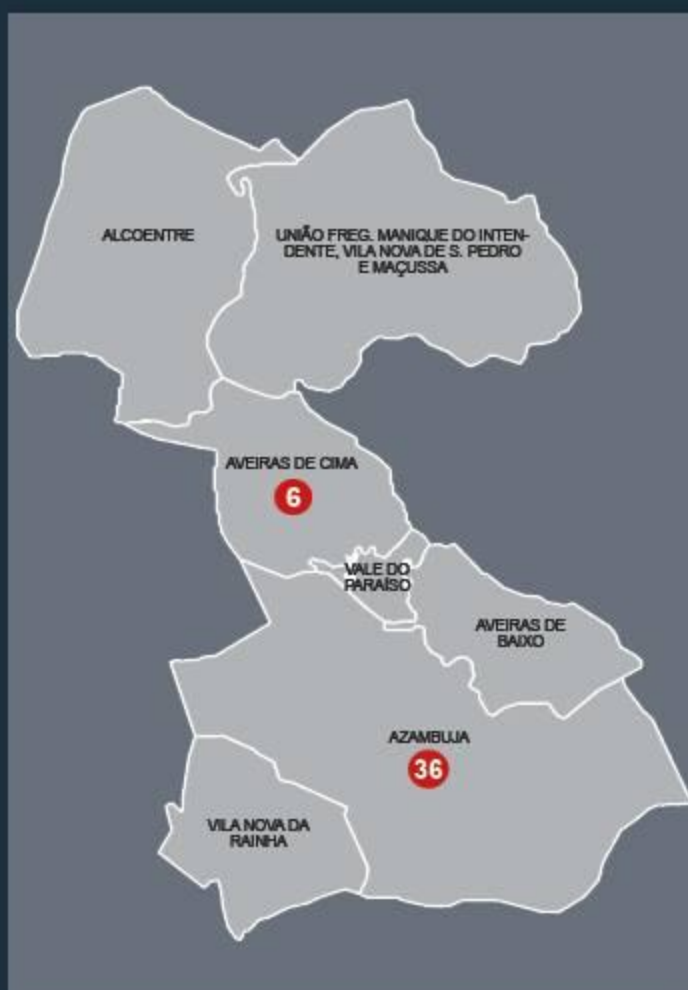 ALCOENTRE
UNIÃO FREG. MANIQUE DO INTEN-
DENTE, VILA NOVA DE S. PEDRO
E MAÇUSSA
AVEIRAS DE CIMA
6
VALE DO
PARAÍSO
AVEIRAS DE
BAIXO
AZAMBUJA
36
VILA NOVA DA
RAINHA